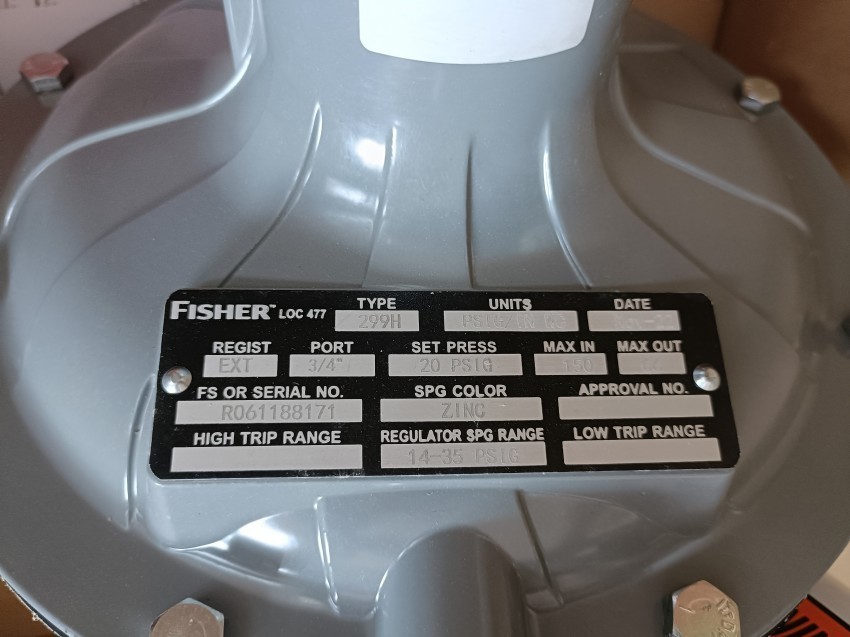 FISHER™ LOC 477
TYPE UNITS DATE
299H
REGIST PORT SET PRESS MAX IN MAX OUT
EXT 3/4" 20 PSIG 150
FS OR SERIAL NO. SPG COLOR APPROVAL NO.
R061188171 ZINC
HIGH TRIP RANGE REGULATOR SPG RANGE LOW TRIP RANGE
14-35 PSIG